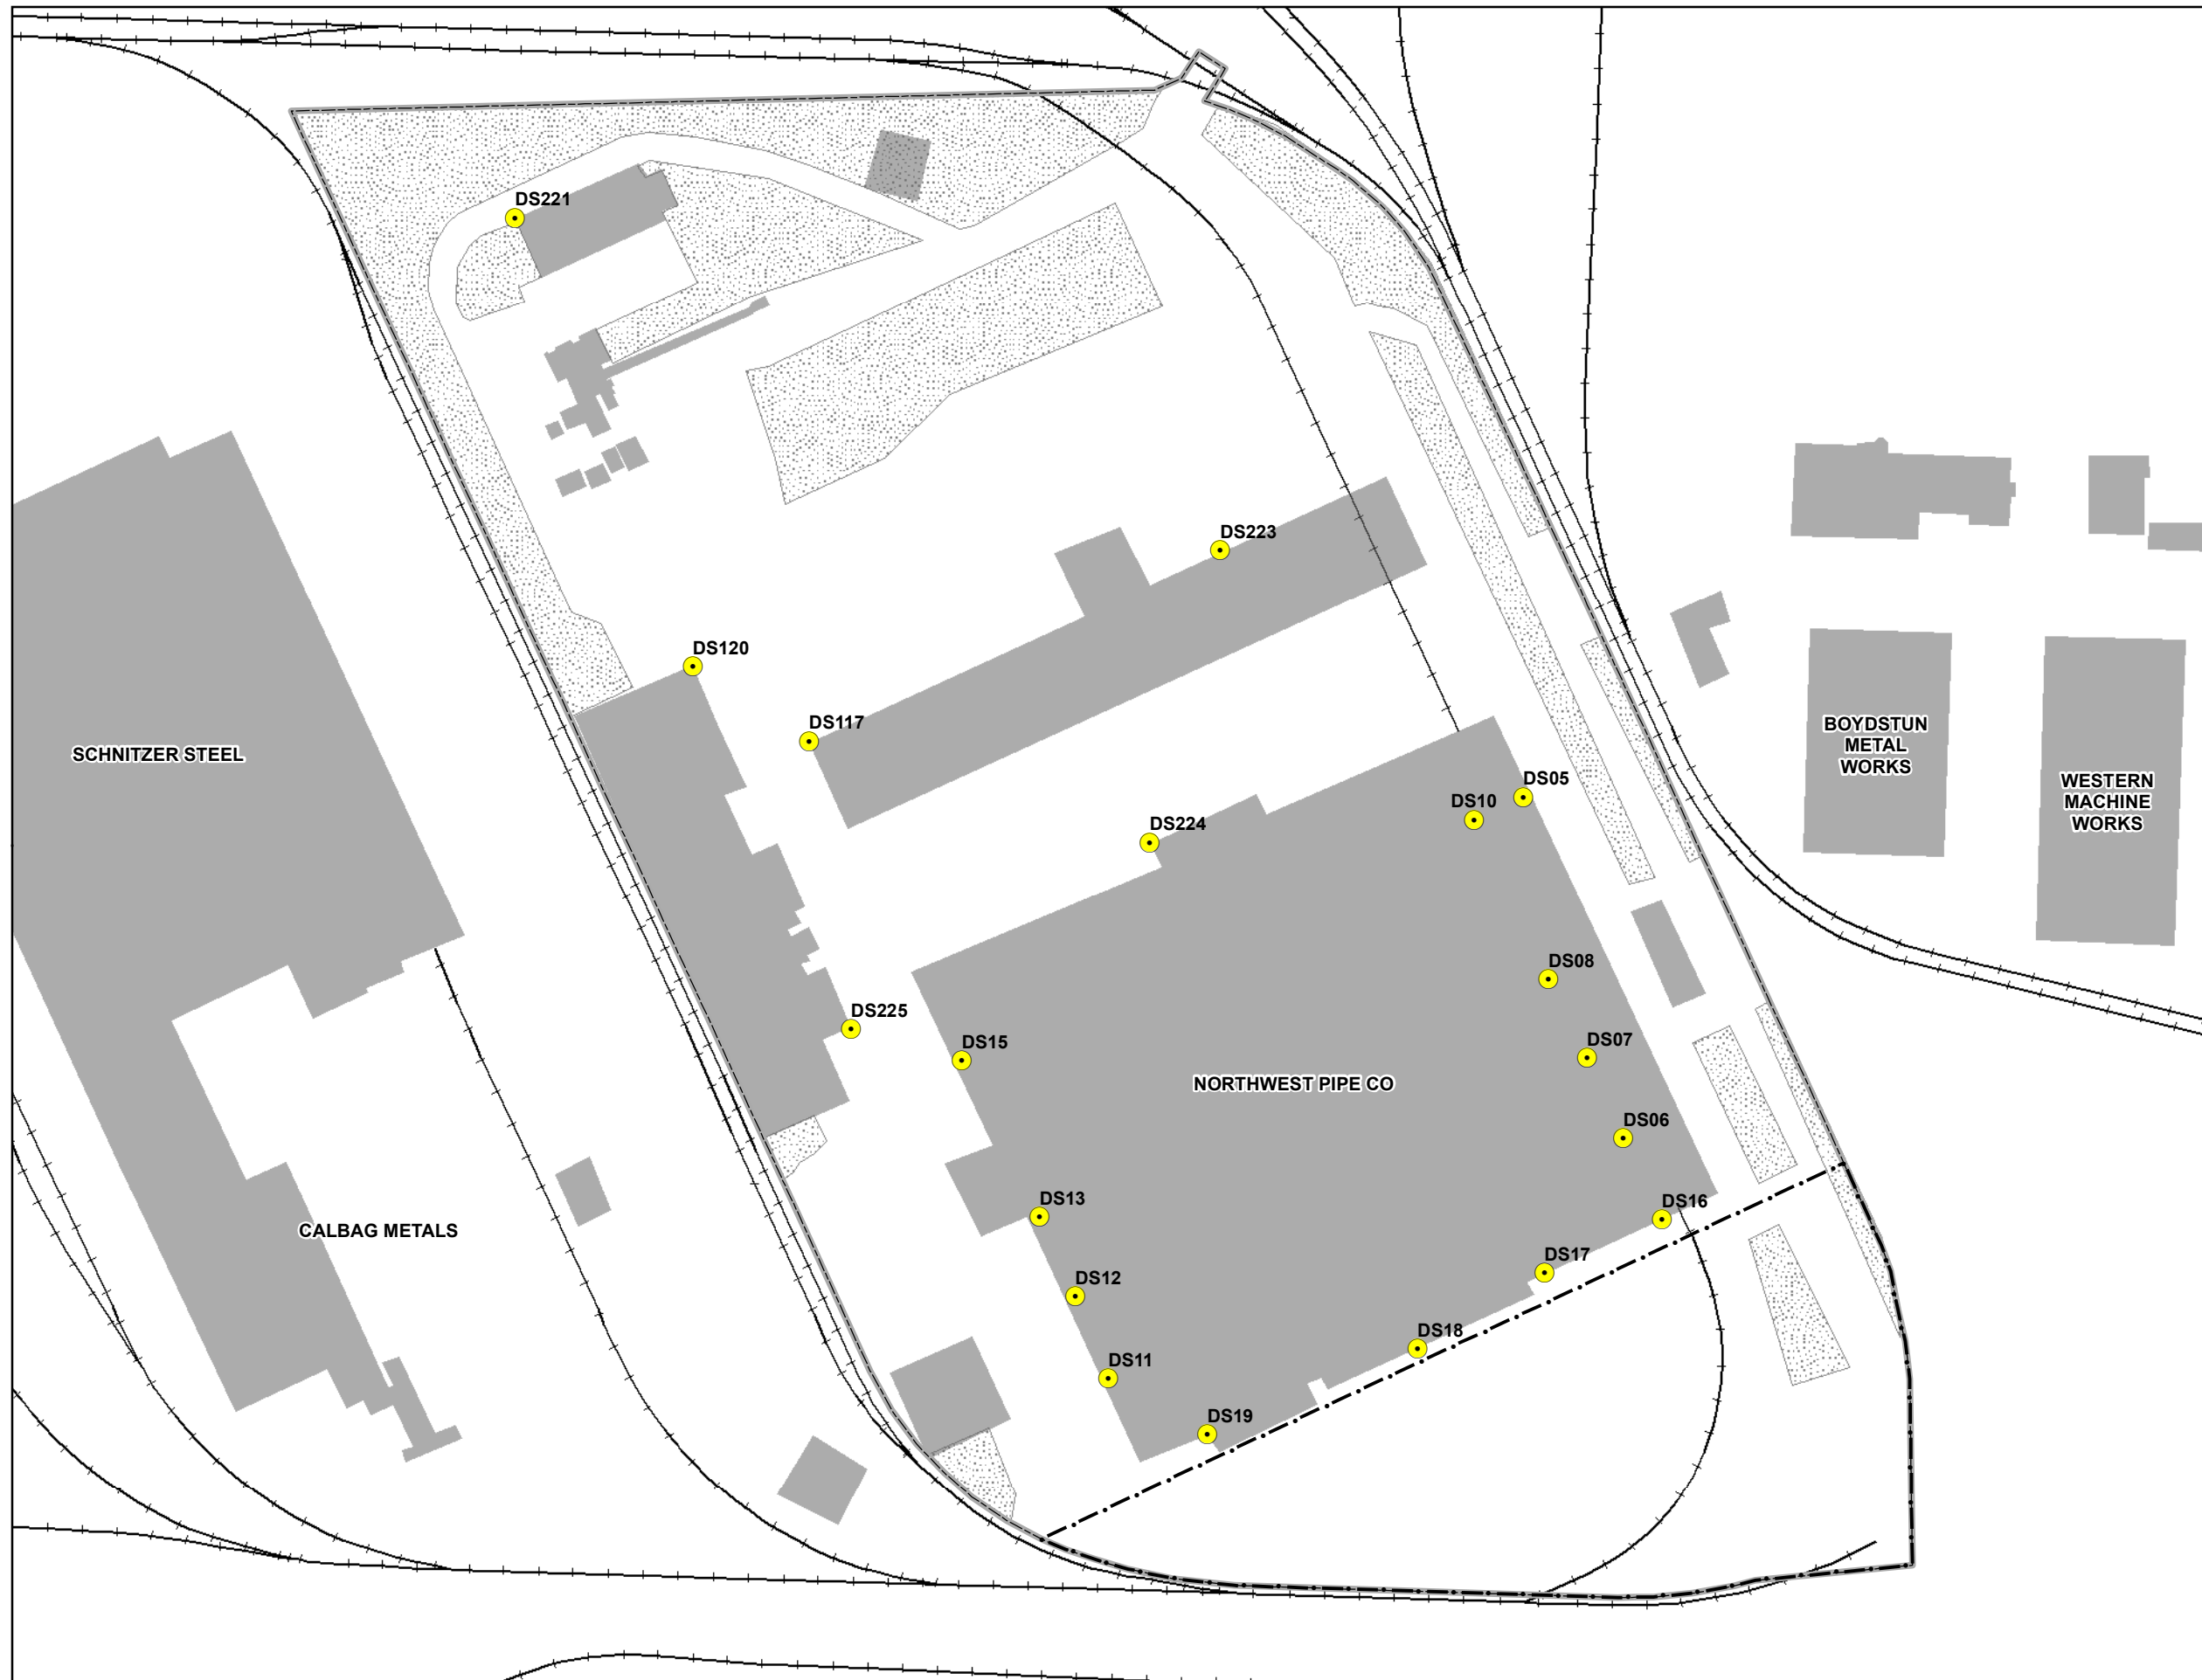 DS221
DS223
DS120
DS117
SCHNITZER STEEL
BOYDSTUN
METAL
WORKS
WESTERN
MACHINE
WORKS
DS05
DS10
DS224
DS08
DS225
DS15
DS07
NORTHWEST PIPE CO
DS06
DS13
DS16
CALBAG METALS
DS17
DS12
DS18
DS11
DS19